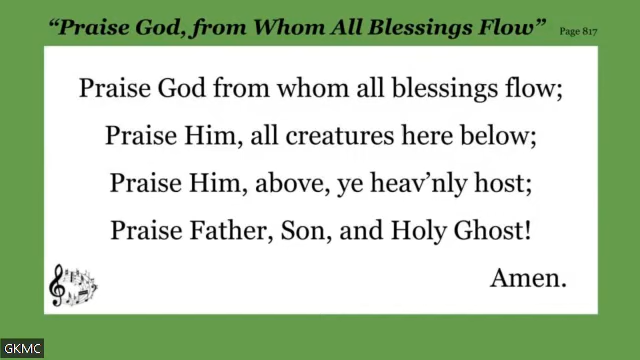 “Praise God, from Whom All Blessings Flow” Page 817
Praise God from whom all blessings flow;
Praise Him, all creatures here below;
Praise Him, above, ye heav’nly host;
Praise Father, Son, and Holy Ghost!
Amen.
GKMC